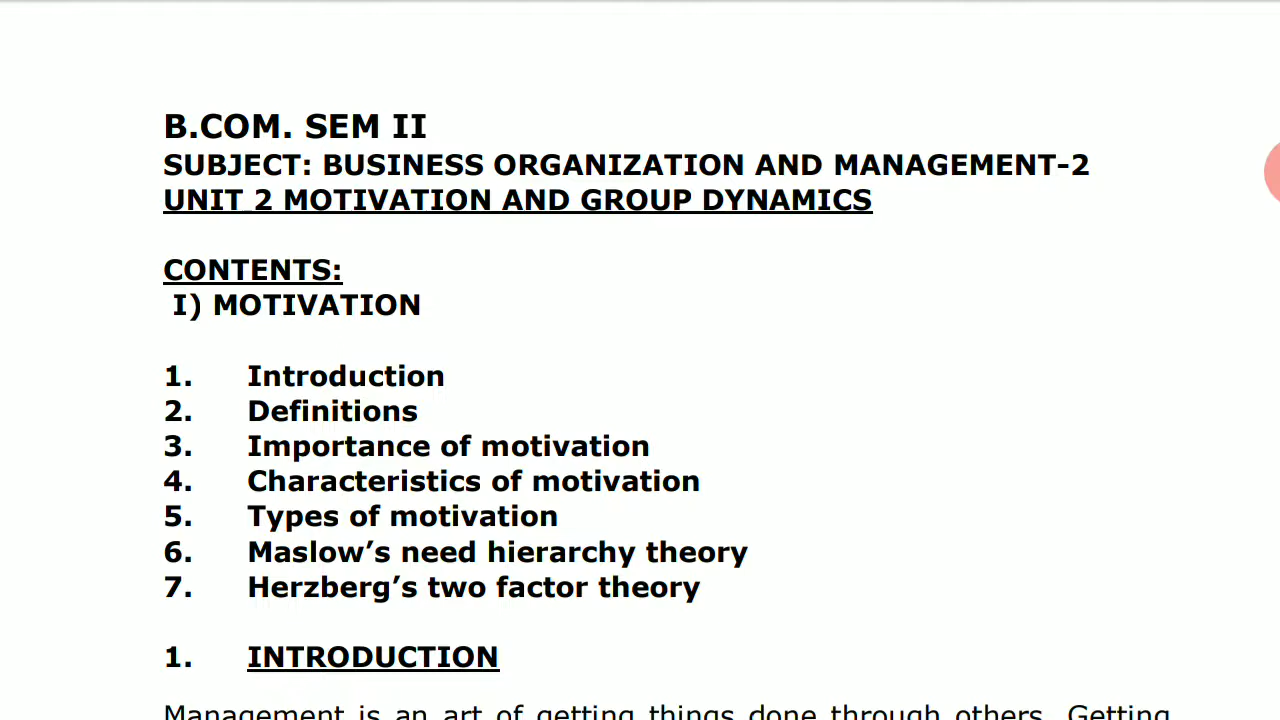 B.COM. SEM II
SUBJECT: BUSINESS ORGANIZATION AND MANAGEMENT-2
UNIT_2 MOTIVATION AND GROUP DYNAMICS
CONTENTS:
I) MOTIVATION
1. Introduction
2. Definitions
3. Importance of motivation
4. Characteristics of motivation
5. Types of motivation
6. Maslow’s need hierarchy theory
7. Herzberg’s two factor theory
1. INTRODUCTION
Management is an art of getting things done through others. Getting